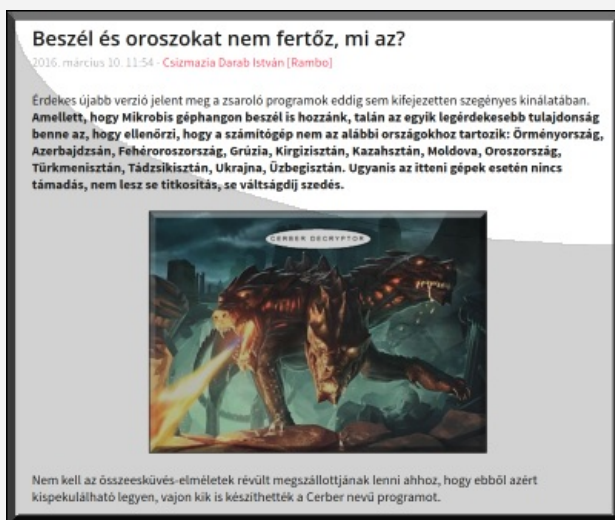 Beszél és oroszokat nem fertőz, mi az?
2016. március 10. 11:54 - Csizmazia Darab István [Rambo]
Érdekes újabb verzió jelent meg a zsaroló programok eddig sem kifejezetten szegényes kínálatában.
Amellett, hogy Mikrobis géphangon beszél is hozzánk, talán az egyik legérdekesebb tulajdonság
benne az, hogy ellenőrzi, hogy a számítógép nem az alábbi országokhoz tartozik: Örményország,
Azerbajdzsán, Fehéroroszország, Grúzia, Kirgizisztán, Kazahsztán, Moldova, Oroszország,
Türkmenisztán, Tádzsikisztán, Ukrajna, Üzbegisztán. Ugyanis az itteni gépek esetén nincs
támadás, nem lesz se titkosítás, se váltságdíj szedés.
CERBER DECRYPTOR
Nem kell az összeesküvés-elméletek révült megszállottjának lenni ahhoz, hogy ebből azért
kispekulálható legyen, vajon kik is készíthették a Cerber nevű programot.